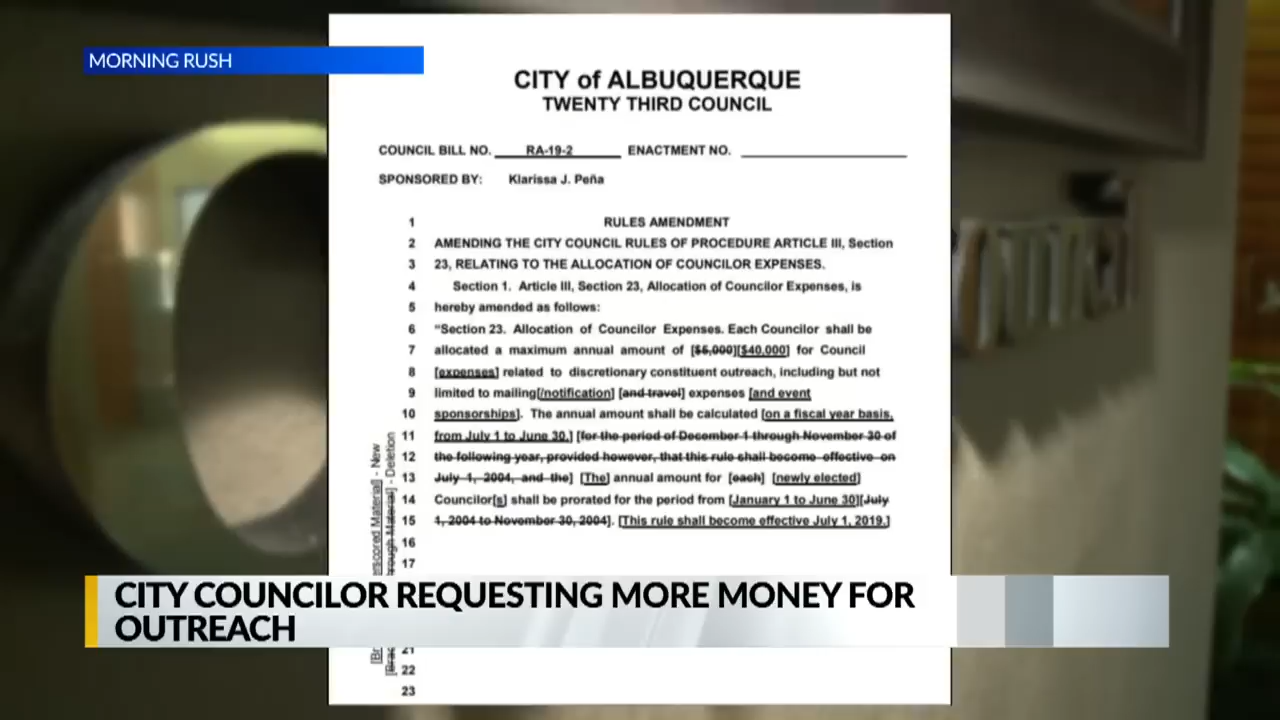 MORNING RUSH
CITY of ALBUQUERQUE
TWENTY THIRD COUNCIL
COUNCIL BILL NO. RA-19-2 ENACTMENT NO.
SPONSORED BY: Klarissa J. Peña
1 RULES AMENDMENT
2 AMENDING THE CITY COUNCIL RULES OF PROCEDURE ARTICLE III, Section
3 23, RELATING TO THE ALLOCATION OF COUNCILOR EXPENSES.
4 Section 1. Article III, Section 23, Allocation of Councilor Expenses, is
5 hereby amended as follows:
6 “Section 23. Allocation of Councilor Expenses. Each Councilor shall be
7 allocated a maximum annual amount of [$5,000][$40,000] for Council
8 [expenses] related to discretionary constituent outreach, including but not
9 limited to mailing[/notification] [and travel] expenses [and event
10 sponsorships]. The annual amount shall be calculated [on a fiscal year basis,
11 from July 1 to June 30.] [for the period of December 1 through November 30 of
12 the following year, provided however, that this rule shall become effective on
13 July 1, 2004, and the] [The] annual amount for [each] [newly elected]
14 Councilor[s] shall be prorated for the period from [January 1 to June 30][July
15 1, 2004 to November 30, 2004]. [This rule shall become effective July 1, 2019.]
16
17
21
22
23
erscored Material] - New
rough Material] - Deletion
CITY COUNCILOR REQUESTING MORE MONEY FOR
OUTREACH